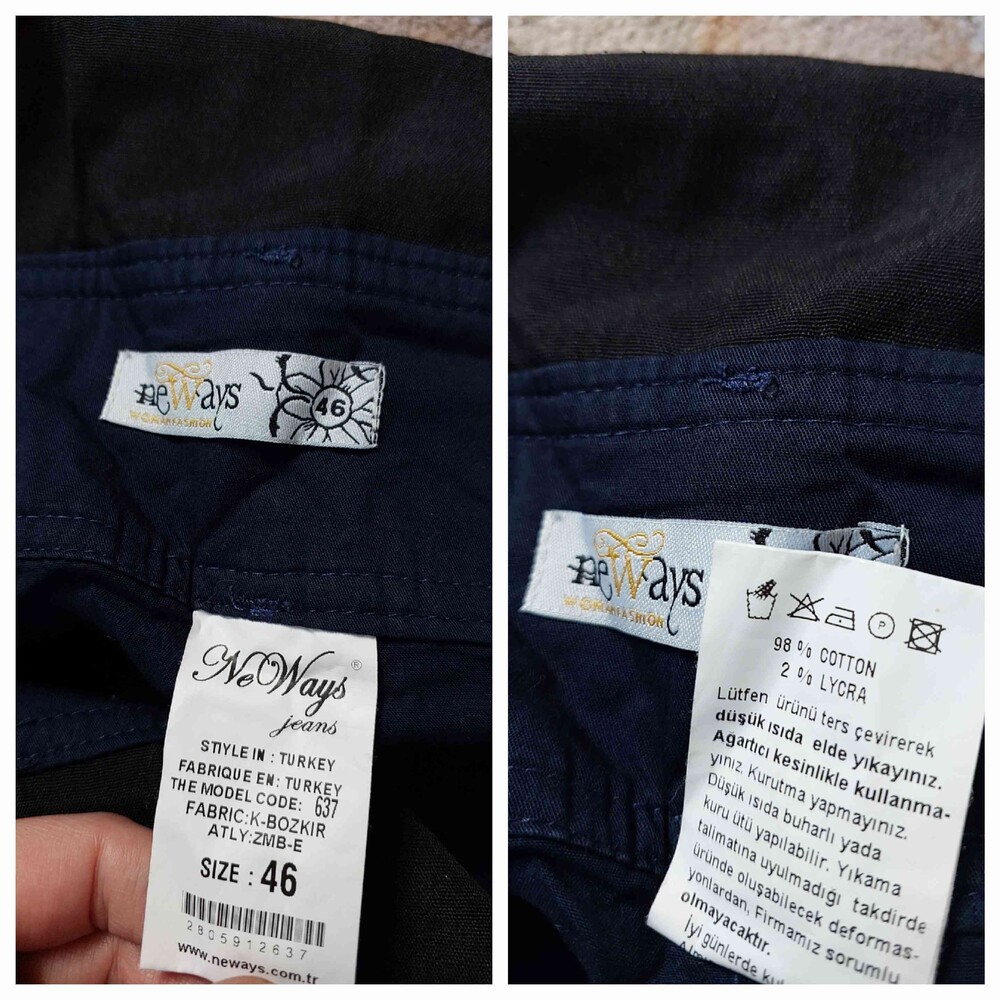 neWays
WOMANFASHION
46
NeWays®
jeans
STIYLE IN : TURKEY
FABRIQUE EN: TURKEY
THE MODEL CODE: 637
FABRIC:K-BOZKIR
ATLY:ZMB-E
SIZE : 46
2805912637
www.neways.com.tr
neWays
WOMANFASHION
P
98 % COTTON
2 % LYCRA
Lütfen ürünü ters çevirerek
düşük ısıda elde yıkayınız.
Ağartıcı kesinlikle kullanma-
yınız. Kurutma yapmayınız.
Düşük ısıda buharlı yada
kuru ütü yapılabilir. Yıkama
talimatına uyulmadığı takdirde
üründe oluşabilecek deformas-
yonlardan, Firmamız sorumlu
olmayacaktır.
İyi günlerde